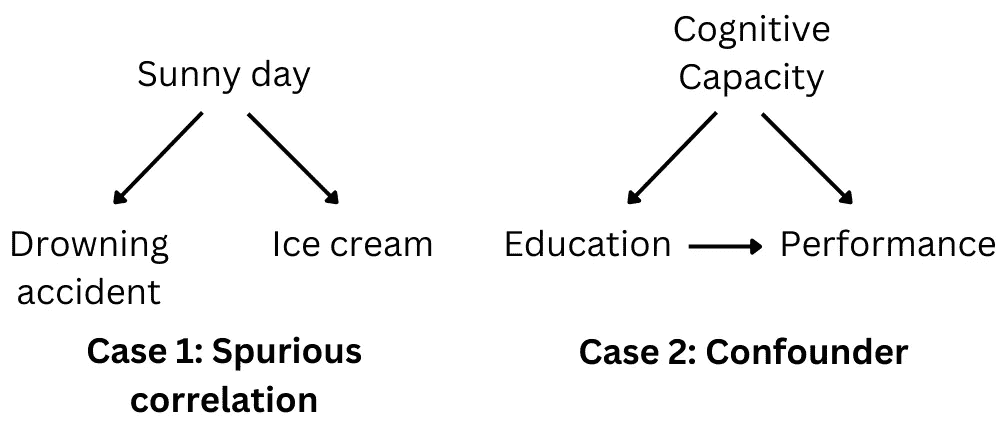 Sunny day
Drowning
accident
Ice cream
Case 1: Spurious
correlation
Cognitive
Capacity
Education
Performance
Case 2: Confounder